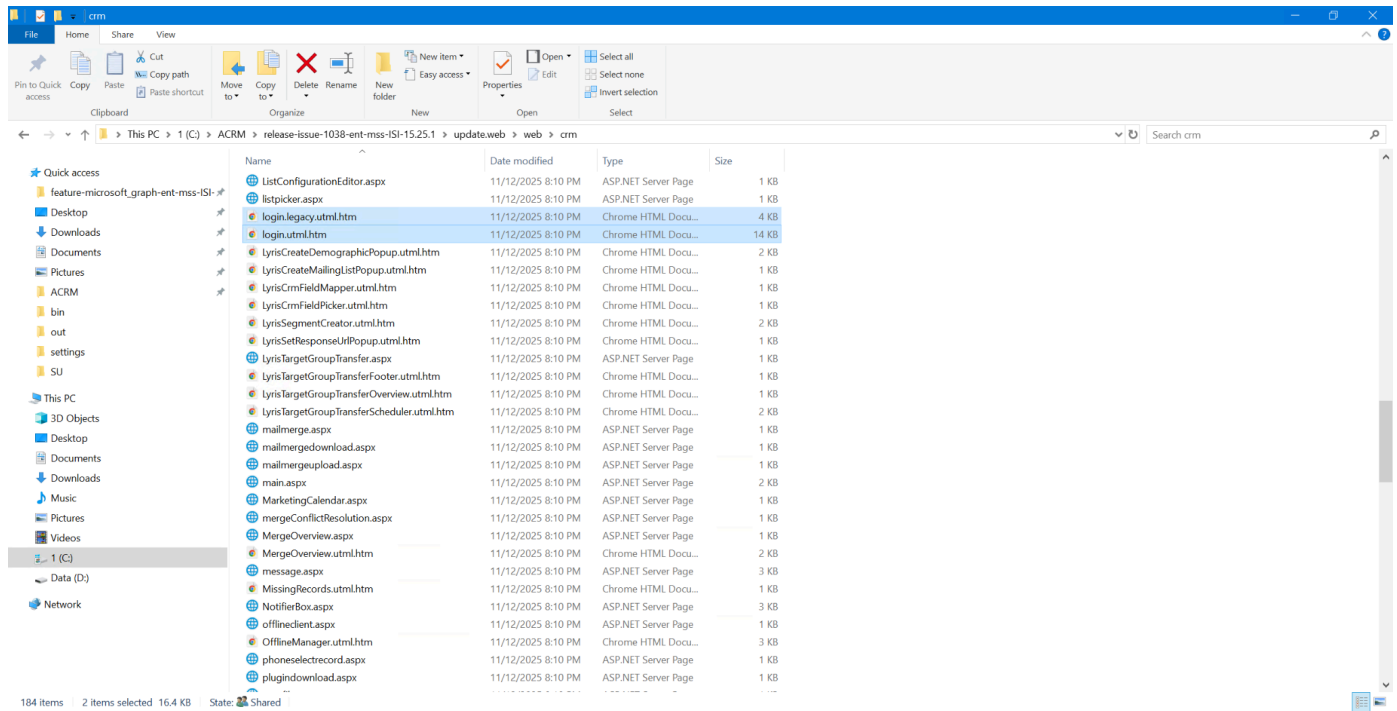 crm
File Home Share View
Pin to Quick access
Copy
Paste
Cut
Copy path
Paste shortcut
Move to
Copy to
Delete
Rename
New folder
New item
Easy access
Properties
Open
Edit
Select all
Select none
Invert selection
Clipboard Organize New Open Select
This PC > 1 (C:) > ACRM > release-issue-1038-ent-mss-ISI-15.25.1 > update.web > web > crm
Search crm
Quick access
feature-microsoft_graph-ent-mss-ISI-
Desktop
Downloads
Documents
Pictures
ACRM
bin
out
settings
SU
This PC
3D Objects
Desktop
Documents
Downloads
Music
Pictures
Videos
1 (C:)
Data (D:)
Network
Name Date modified Type Size
ListConfigurationEditor.aspx 11/12/2025 8:10 PM ASP.NET Server Page 1 KB
listpicker.aspx 11/12/2025 8:10 PM ASP.NET Server Page 1 KB
login.legacy.utml.htm 11/12/2025 8:10 PM Chrome HTML Docu... 4 KB
login.utml.htm 11/12/2025 8:10 PM Chrome HTML Docu... 14 KB
LyrisCreateDemographicPopup.utml.htm 11/12/2025 8:10 PM Chrome HTML Docu... 2 KB
LyrisCreateMailingListPopup.utml.htm 11/12/2025 8:10 PM Chrome HTML Docu... 1 KB
LyrisCrmFieldMapper.utml.htm 11/12/2025 8:10 PM Chrome HTML Docu... 1 KB
LyrisCrmFieldPicker.utml.htm 11/12/2025 8:10 PM Chrome HTML Docu... 1 KB
LyrisSegmentCreator.utml.htm 11/12/2025 8:10 PM Chrome HTML Docu... 2 KB
LyrisSetResponseUrlPopup.utml.htm 11/12/2025 8:10 PM Chrome HTML Docu... 1 KB
LyrisTargetGroupTransfer.aspx 11/12/2025 8:10 PM ASP.NET Server Page 1 KB
LyrisTargetGroupTransferFooter.utml.htm 11/12/2025 8:10 PM Chrome HTML Docu... 1 KB
LyrisTargetGroupTransferOverview.utml.htm 11/12/2025 8:10 PM Chrome HTML Docu... 1 KB
LyrisTargetGroupTransferScheduler.utml.htm 11/12/2025 8:10 PM Chrome HTML Docu... 2 KB
mailmerge.aspx 11/12/2025 8:10 PM ASP.NET Server Page 1 KB
mailmergedownload.aspx 11/12/2025 8:10 PM ASP.NET Server Page 1 KB
mailmergeupload.aspx 11/12/2025 8:10 PM ASP.NET Server Page 1 KB
main.aspx 11/12/2025 8:10 PM ASP.NET Server Page 2 KB
MarketingCalendar.aspx 11/12/2025 8:10 PM ASP.NET Server Page 1 KB
mergeConflictResolution.aspx 11/12/2025 8:10 PM ASP.NET Server Page 1 KB
MergeOverview.aspx 11/12/2025 8:10 PM ASP.NET Server Page 1 KB
MergeOverview.utml.htm 11/12/2025 8:10 PM Chrome HTML Docu... 2 KB
message.aspx 11/12/2025 8:10 PM ASP.NET Server Page 3 KB
MissingRecords.utml.htm 11/12/2025 8:10 PM Chrome HTML Docu... 1 KB
NotifierBox.aspx 11/12/2025 8:10 PM ASP.NET Server Page 3 KB
offlineclient.aspx 11/12/2025 8:10 PM ASP.NET Server Page 1 KB
OfflineManager.utml.htm 11/12/2025 8:10 PM Chrome HTML Docu... 3 KB
phoneselectrecord.aspx 11/12/2025 8:10 PM ASP.NET Server Page 1 KB
plugindownload.aspx 11/12/2025 8:10 PM ASP.NET Server Page 1 KB
184 items 2 items selected 16.4 KB State: Shared